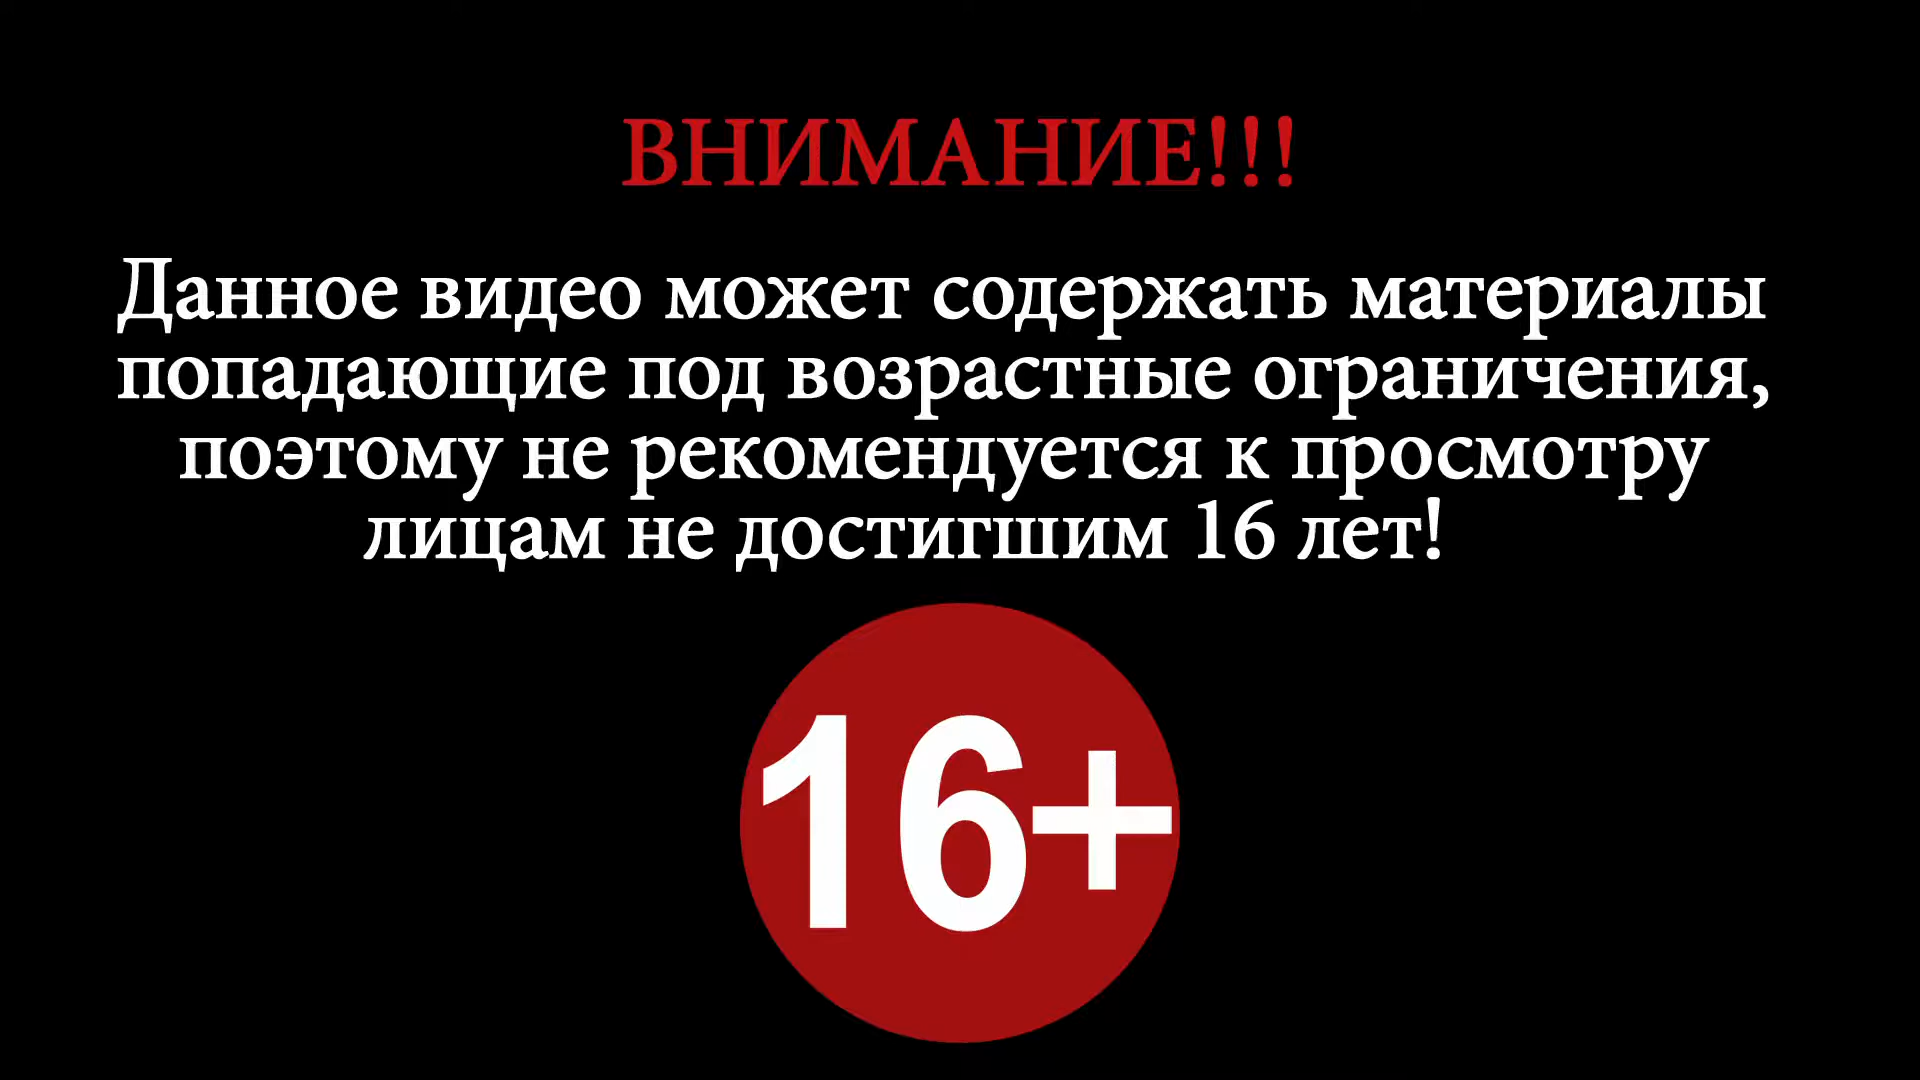 ВНИМАНИЕ!!!
Данное видео может содержать материалы
попадающие под возрастные ограничения,
поэтому не рекомендуется к просмотру
лицам не достигшим 16 лет!
16+